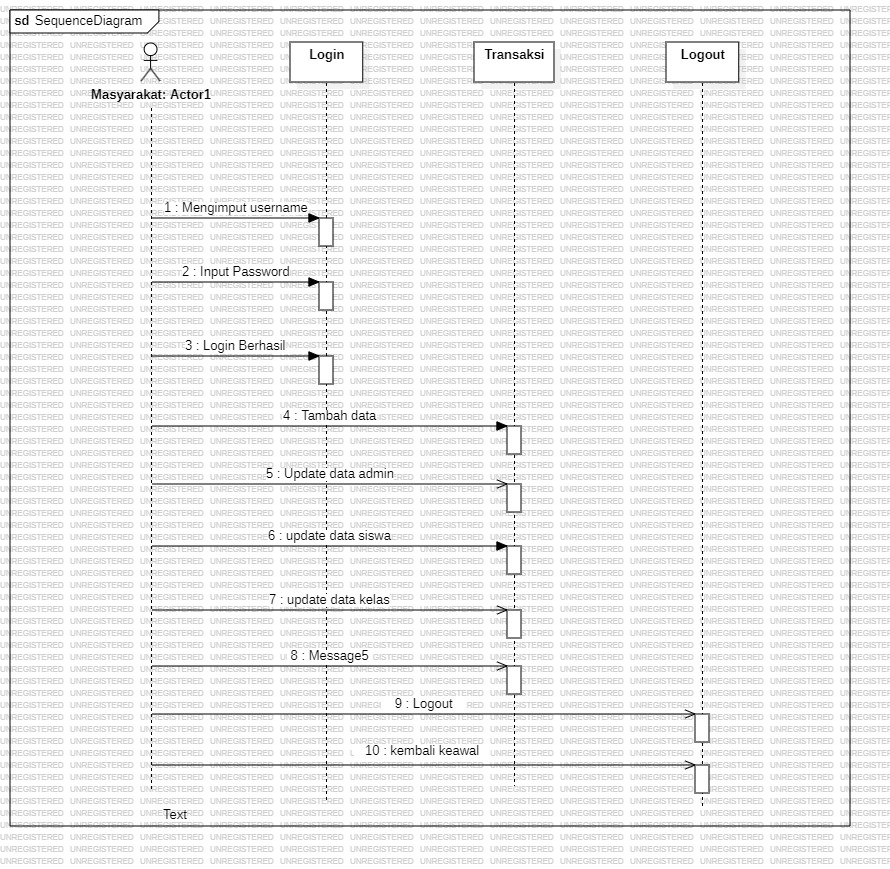 sd SequenceDiagram
Login
Transaksi
Logout
Masyarakat: Actor1
1 : Mengimput username
2 : Input Password
3 : Login Berhasil
4 : Tambah data
5 : Update data admin
6 : update data siswa
7 : update data kelas
8 : Message5
9 : Logout
10 : kembali keawal
Text
UNREGISTERED